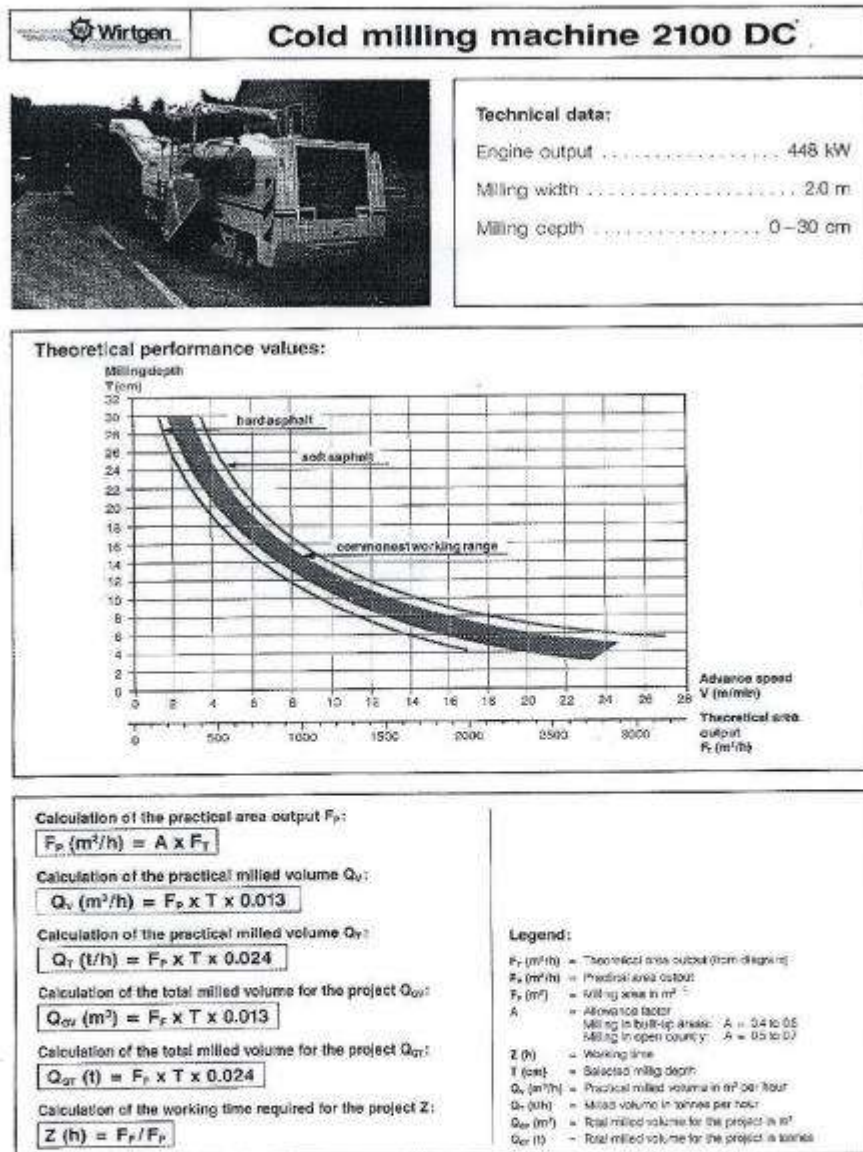 Wirtgen
Cold milling machine 2100 DC
Technical data:
Engine output ................. 448 kW
Milling width ..................... 2.0 m
Milling depth ................ 0–30 cm
Theoretical performance values:
Milling depth
T (cm)
32
30
28
26
24
22
20
18
16
14
12
10
8
6
4
2
0
hard asphalt
soft asphalt
commonest working range
0 2 4 6 8 10 12 14 16 18 20 22 24 26 28
Advance speed
V (m/min)
0 500 1000 1500 2000 2500 3000
Theoretical area
output
F_T (m²/h)
Calculation of the practical area output F_P:
F_P (m²/h) = A x F_T
Calculation of the practical milled volume Q_V:
Q_V (m³/h) = F_P x T x 0.013
Calculation of the practical milled volume Q_T:
Q_T (t/h) = F_P x T x 0.024
Calculation of the total milled volume for the project Q_GV:
Q_GV (m³) = F_F x T x 0.013
Calculation of the total milled volume for the project Q_GT:
Q_GT (t) = F_F x T x 0.024
Calculation of the working time required for the project Z:
Z (h) = F_F/F_P
Legend:
F_T (m²/h) = Theoretical area output (from diagram)
F_P (m²/h) = Practical area output
F_F (m²) = Milling area in m²
A = Allowance factor
Milling in built-up areas: A = 0.4 to
Milling in open country: A = 0.5 to 0.7
Z (h) = Working time
T (cm) = Selected millig depth
Q_V (m³/h) = Practical milled volume in m³ per hour
Q_T (t/h) = Milled volume in tonnes per hour
Q_GV (m³) = Total milled volume for the project in m³
Q_GT (t) = Total milled volume for the project in tonnes